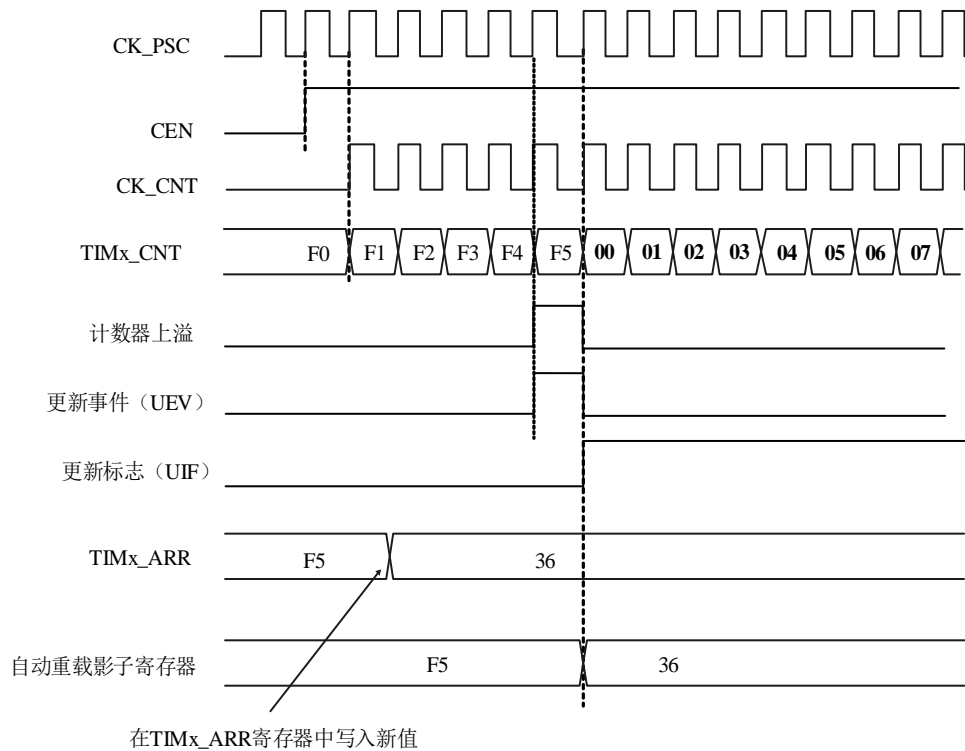 CK_PSC
CEN
CK_CNT
TIMx_CNT F0 F1 F2 F3 F4 F5 00 01 02 03 04 05 06 07
计数器上溢
更新事件（UEV）
更新标志（UIF）
TIMx_ARR F5 36
自动重载影子寄存器 F5 36
在TIMx_ARR寄存器中写入新值